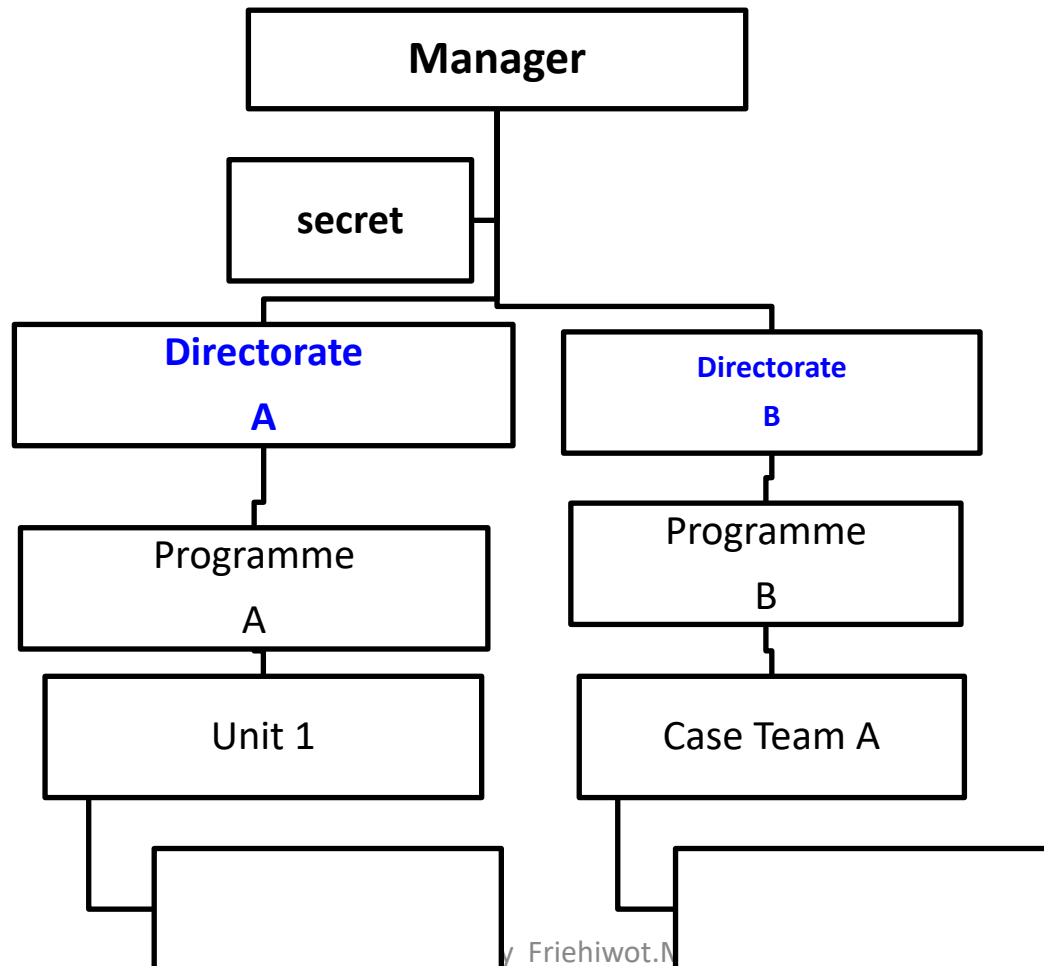 Manager
secret
Directorate
A
Directorate
B
Programme
A
Programme
B
Unit 1
Case Team A
Friehiwot.